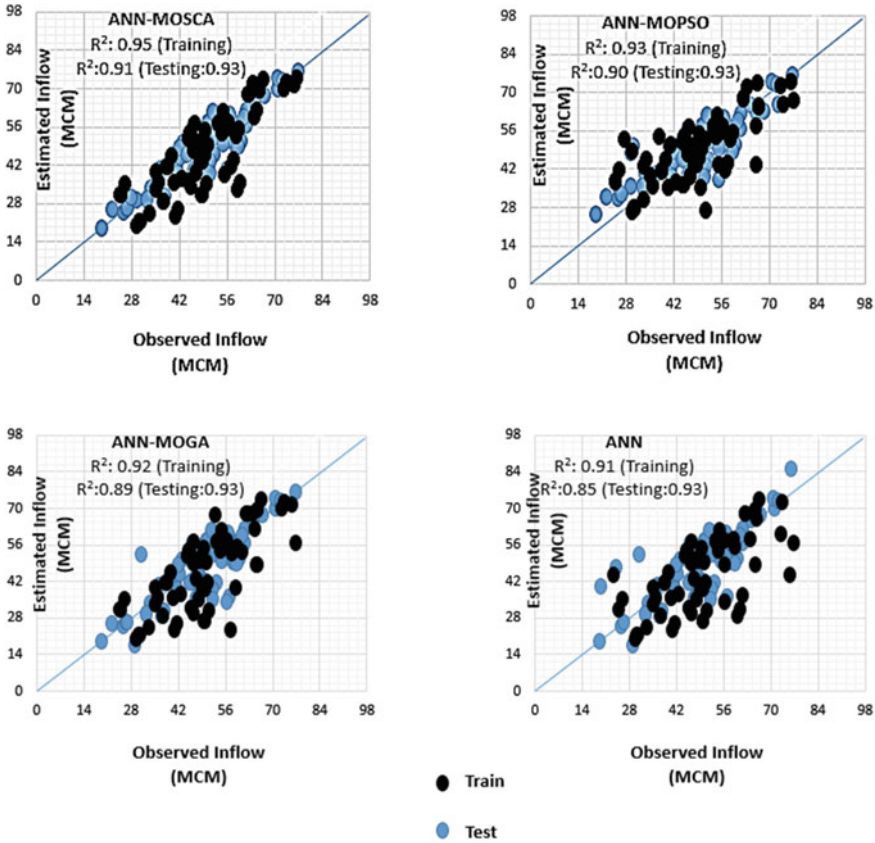 ANN-MOSCA
R²: 0.95 (Training)
R²:0.91 (Testing:0.93)
Estimated Inflow
(MCM)
98
84
70
56
42
28
14
0
0 14 28 42 56 70 84 98
Observed Inflow
(MCM)
ANN-MOPSO
R²: 0.93 (Training)
R²:0.90 (Testing:0.93)
Estimated Inflow
(MCM)
98
84
70
56
42
28
14
0
0 14 28 42 56 70 84 98
Observed Inflow
(MCM)
ANN-MOGA
R²: 0.92 (Training)
R²:0.89 (Testing:0.93)
Estimated Inflow
(MCM)
98
84
70
56
42
28
14
0
0 14 28 42 56 70 84 98
Observed Inflow
(MCM)
ANN
R²: 0.91 (Training)
R²:0.85 (Testing:0.93)
Estimated Inflow
(MCM)
98
84
70
56
42
28
14
0
0 14 28 42 56 70 84 98
Observed Inflow
(MCM)
Train
Test